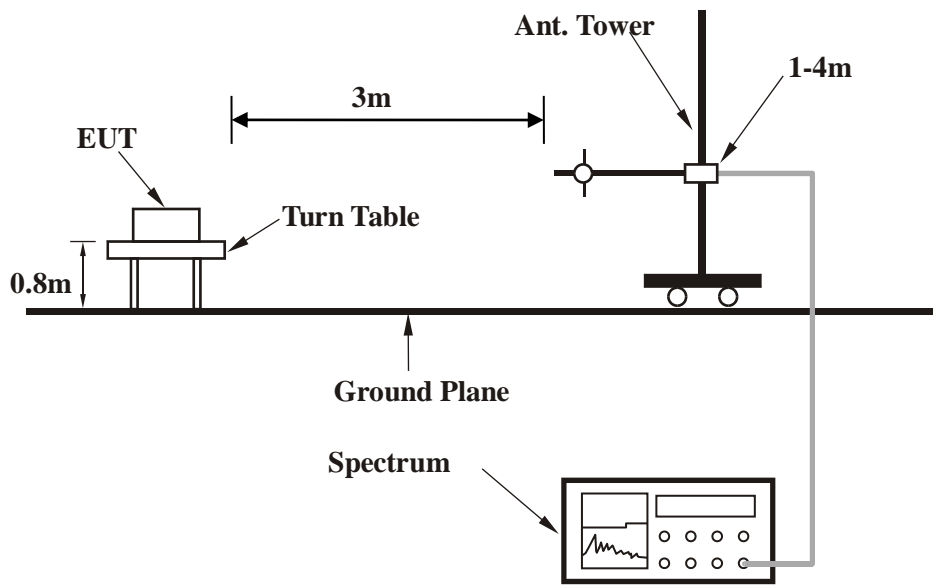 Ant. Tower
1-4m
3m
EUT
Turn Table
0.8m
Ground Plane
Spectrum